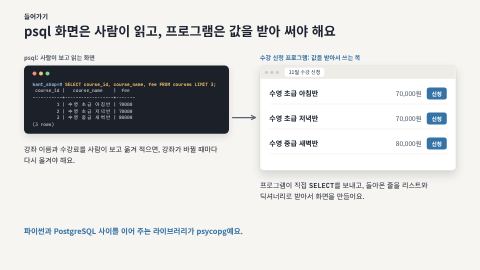 들어가기
psql 화면은 사람이 읽고, 프로그램은 값을 받아 써야 해요
psql: 사람이 보고 읽는 화면
hanf_shop=# SELECT course_id, course_name, fee FROM courses LIMIT 3;
course_id | course_name | fee
1 | 수영 초급 아침반 | 70000
2 | 수영 초급 저녁반 | 70000
3 | 수영 중급 새벽반 | 80000
(3 rows)
강좌 이름과 수강료를 사람이 보고 옮겨 적으면, 강좌가 바뀔 때마다
다시 옮겨야 해요.
수강 신청 프로그램: 값을 받아서 쓰는 쪽
11월 수강 신청
수영 초급 아침반 70,000원 신청
수영 초급 저녁반 70,000원 신청
수영 중급 새벽반 80,000원 신청
프로그램이 직접 SELECT를 보내고, 돌아온 줄을 리스트와
딕셔너리로 받아서 화면을 만들어요.
파이썬과 PostgreSQL 사이를 이어 주는 라이브러리가 psycopg예요.